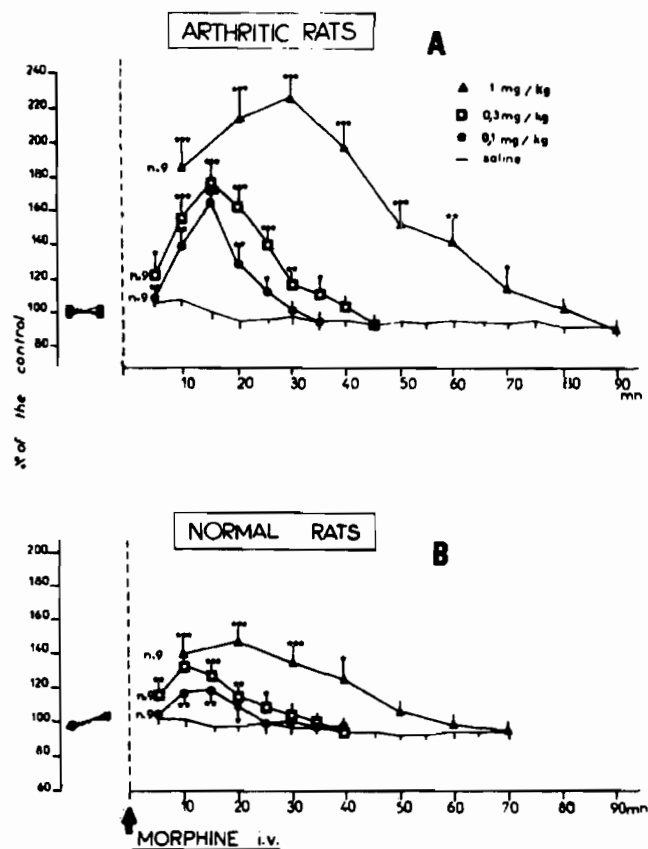 ARTHRITIC RATS
A
1 mg / kg
0,3 mg / kg
0,1 mg / kg
saline
240
220
200
180
160
140
120
100
80
n.9
n.9
n.9
*** *** *** *** *** ** *
10 20 30 40 50 60 70 80 90
mn
% of the control
NORMAL RATS
B
200
180
160
140
120
100
80
60
n.9
n.9
n.9
10 20 30 40 50 60 70 80 90mn
MORPHINE i.v.